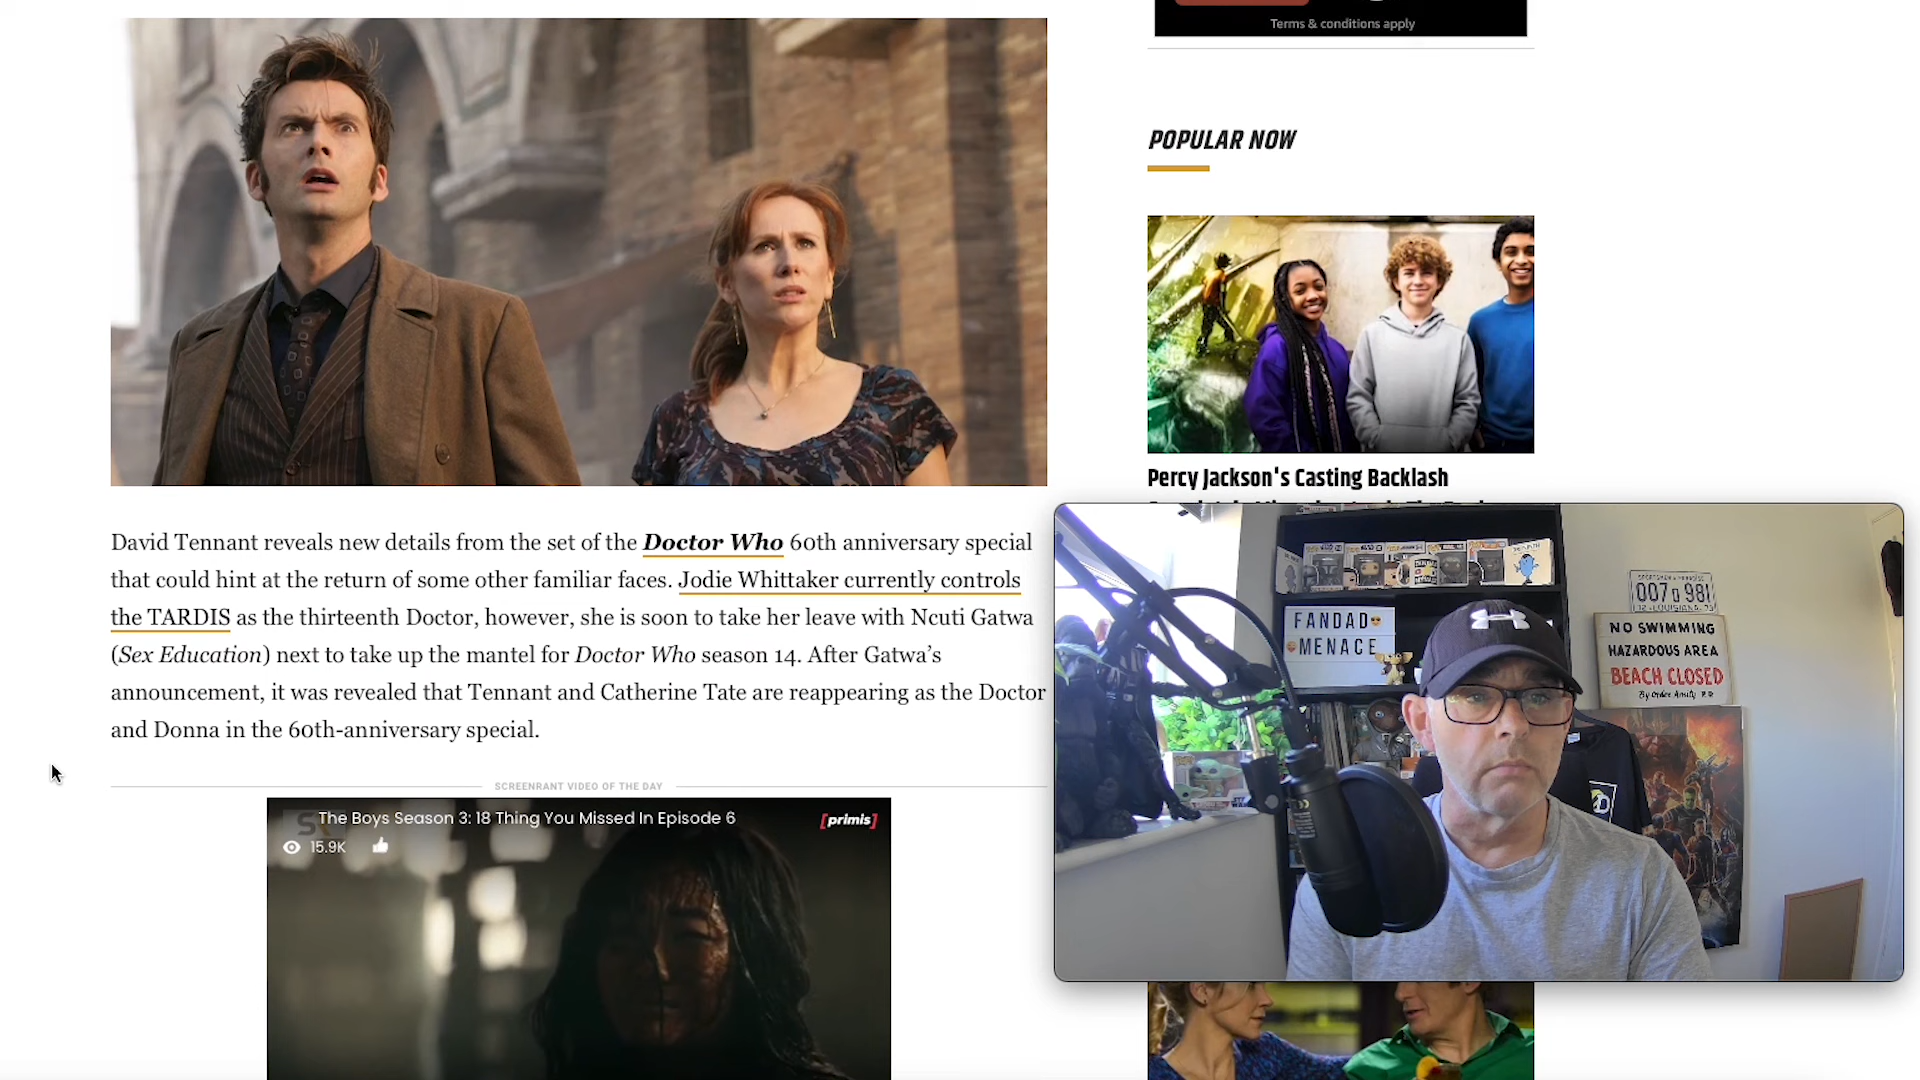 Terms & conditions apply
POPULAR NOW
Percy Jackson's Casting Backlash
David Tennant reveals new details from the set of the Doctor Who 60th anniversary special
that could hint at the return of some other familiar faces. Jodie Whittaker currently controls
the TARDIS as the thirteenth Doctor, however, she is soon to take her leave with Ncuti Gatwa
(Sex Education) next to take up the mantel for Doctor Who season 14. After Gatwa's
announcement, it was revealed that Tennant and Catherine Tate are reappearing as the Doctor
and Donna in the 60th-anniversary special.
SCREENRANT VIDEO OF THE DAY
The Boys Season 3: 18 Thing You Missed In Episode 6
[primis]
15.9K
FANDAD
MENACE
007 981
NO SWIMMING
HAZARDOUS AREA
BEACH CLOSED
By Order Amity P.D.